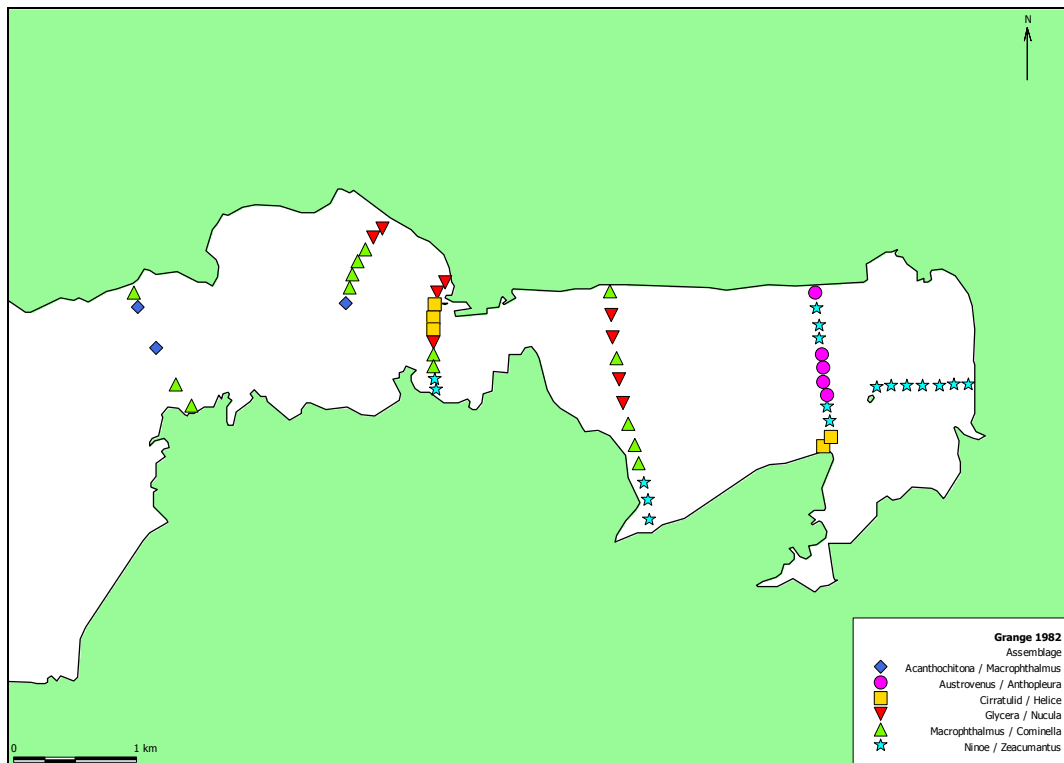 N
Grange 1982
Assemblage
Acanthochitona / Macrophthalmus
Austrovenus / Anthopleura
Cirratulid / Helice
Glycera / Nucula
Macrophthalmus / Cominella
Ninoe / Zeacumantus
0 1 km